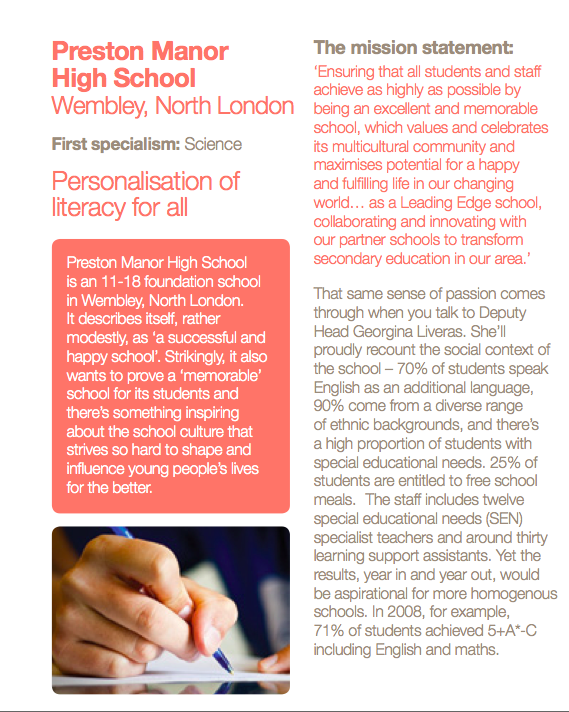 Preston Manor
High School
Wembley, North London
First specialism: Science
Personalisation of
literacy for all
Preston Manor High School
is an 11-18 foundation school
in Wembley, North London.
It describes itself, rather
modestly, as ‘a successful and
happy school’. Strikingly, it also
wants to prove a ‘memorable’
school for its students and
there’s something inspiring
about the school culture that
strives so hard to shape and
influence young people’s lives
for the better.
The mission statement:
‘Ensuring that all students and staff
achieve as highly as possible by
being an excellent and memorable
school, which values and celebrates
its multicultural community and
maximises potential for a happy
and fulfilling life in our changing
world… as a Leading Edge school,
collaborating and innovating with
our partner schools to transform
secondary education in our area.’
That same sense of passion comes
through when you talk to Deputy
Head Georgina Liveras. She’ll
proudly recount the social context of
the school – 70% of students speak
English as an additional language,
90% come from a diverse range
of ethnic backgrounds, and there’s
a high proportion of students with
special educational needs. 25% of
students are entitled to free school
meals.  The staff includes twelve
special educational needs (SEN)
specialist teachers and around thirty
learning support assistants. Yet the
results, year in and year out, would
be aspirational for more homogenous
schools. In 2008, for example,
71% of students achieved 5+A*-C
including English and maths.